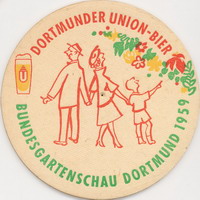 DORTMUNDER UNION-BIER
BUNDESGARTENSCHAU DORTMUND 1959